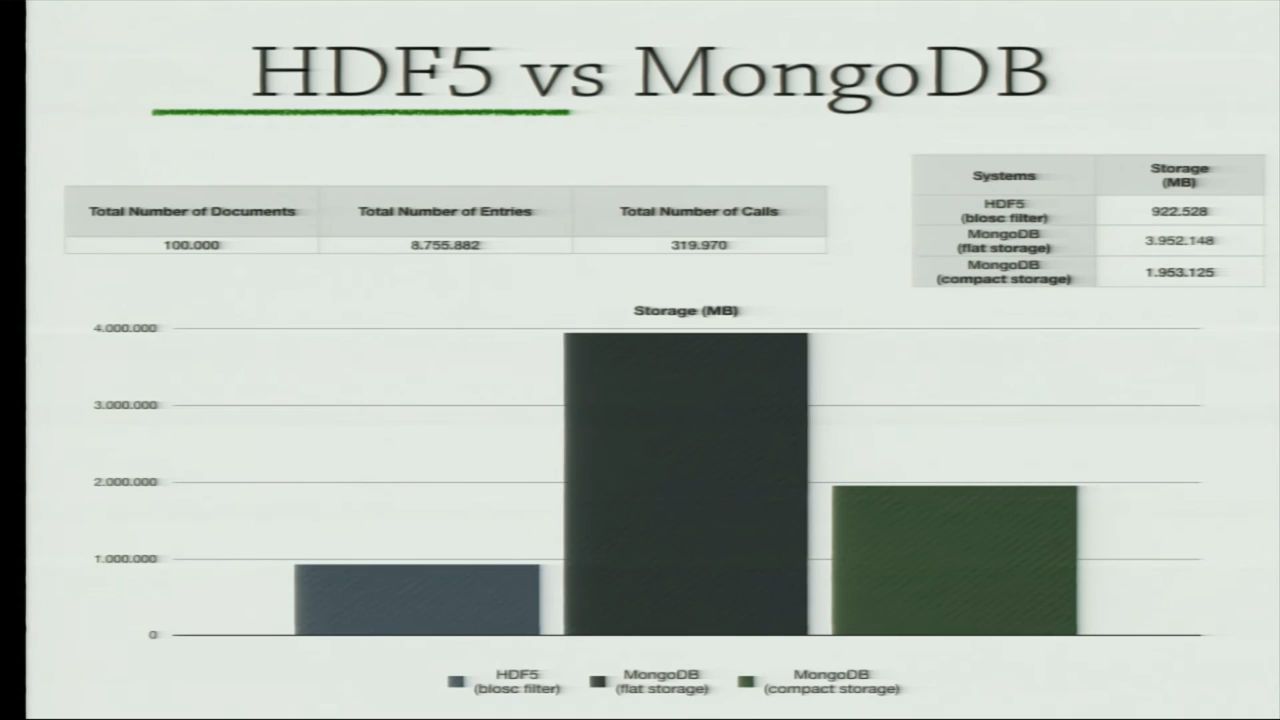 HDF5 vs MongoDB
Systems
Storage
(MB)
HDF5
(blosc filter)
922.528
MongoDB
(flat storage)
3.952.148
MongoDB
(compact storage)
1.953.125
Total Number of Documents
Total Number of Entries
Total Number of Calls
100.000
8.755.882
319.970
Storage (MB)
4.000.000
3.000.000
2.000.000
1.000.000
0
HDF5
(blosc filter)
MongoDB
(flat storage)
MongoDB
(compact storage)